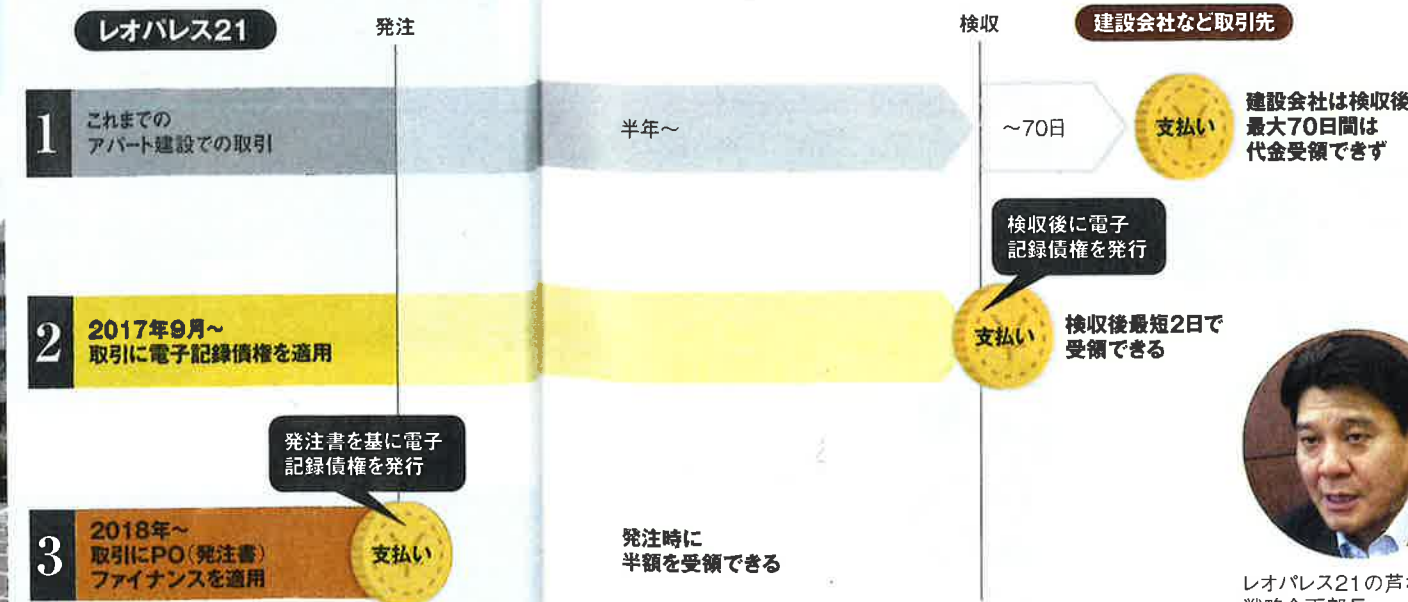 レオパレス21
発注
検収
建設会社など取引先
1
これまでの
アパート建設での取引
半年～
～70日
支払い
建設会社は検収後
最大70日間は
代金受領できず
検収後に電子
記録債権を発行
2
2017年9月～
取引に電子記録債権を適用
支払い
検収後最短2日で
受領できる
発注書を基に電子
記録債権を発行
3
2018年～
取引にPO（発注書）
ファイナンスを適用
支払い
発注時に
半額を受領できる
レオパレス21の芦